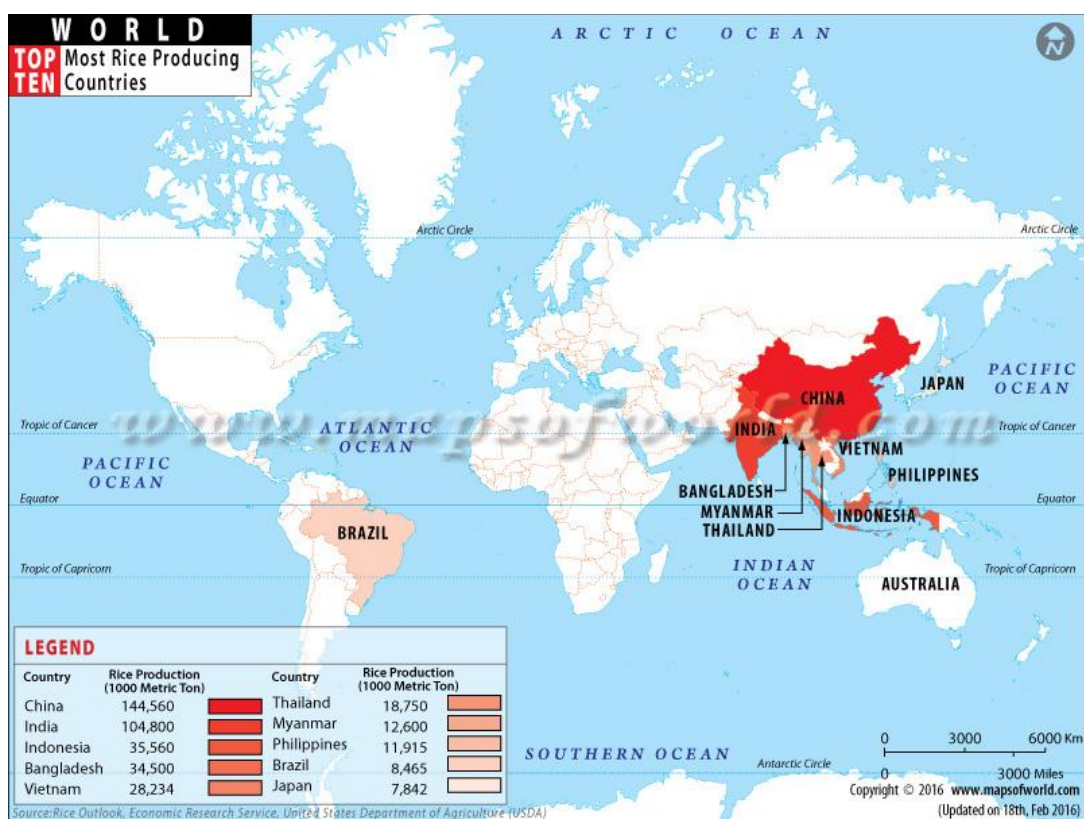 WORLD
TOP TEN Most Rice Producing Countries
ARCTIC OCEAN
N
Arctic Circle
Arctic Circle
PACIFIC OCEAN
JAPAN
CHINA
www.mapsofworld.com
Tropic of Cancer
ATLANTIC OCEAN
INDIA
Tropic of Cancer
VIETNAM
PACIFIC OCEAN
PHILIPPINES
BANGLADESH
Equator
MYANMAR
Equator
INDONESIA
THAILAND
BRAZIL
INDIAN OCEAN
Tropic of Capricorn
Tropic of Capricorn
AUSTRALIA
LEGEND
Country Rice Production (1000 Metric Ton) Country Rice Production (1000 Metric Ton)
China 144,560 Thailand 18,750
India 104,800 Myanmar 12,600
Indonesia 35,560 Philippines 11,915
Bangladesh 34,500 Brazil 8,465
Vietnam 28,234 Japan 7,842
SOUTHERN OCEAN
0 3000 6000 Km
0 3000 Miles
Antarctic Circle
Copyright © 2016 www.mapsofworld.com
(Updated on 18th, Feb 2016)
Source:Rice Outlook, Economic Research Service, United States Department of Agriculture (USDA)